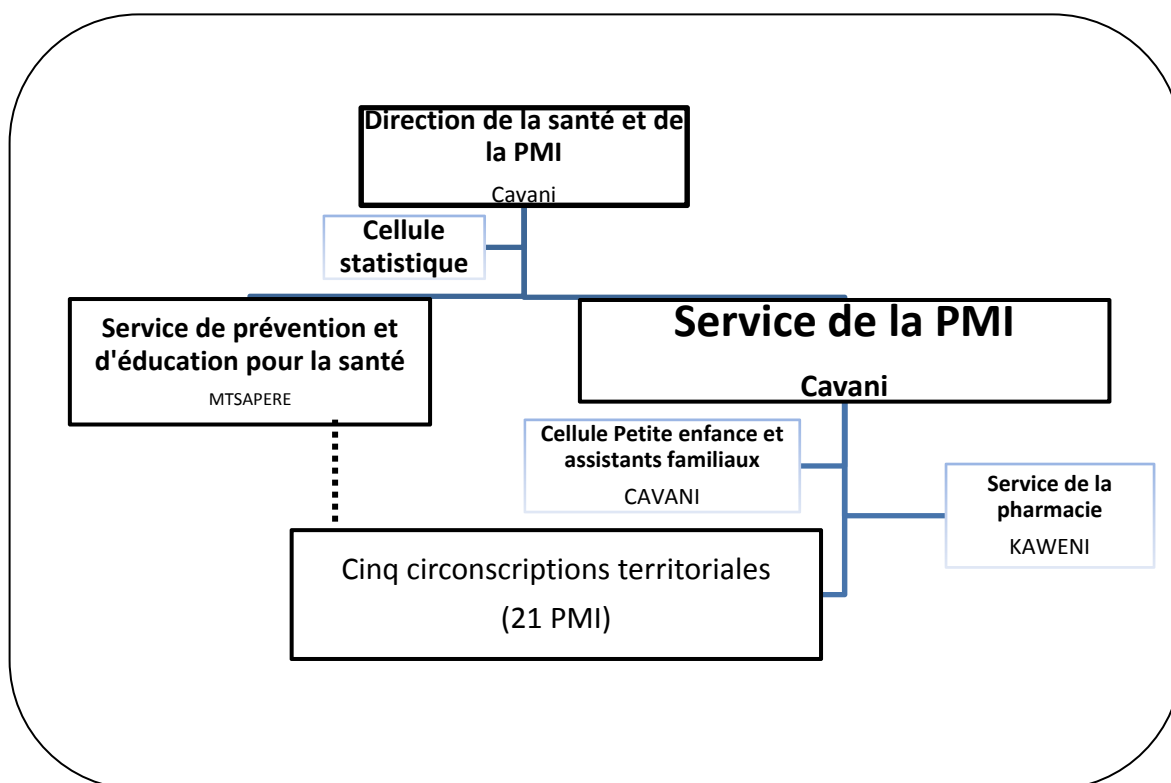 Direction de la santé et de
la PMI
Cavani
Cellule
statistique
Service de prévention et
d'éducation pour la santé
MTSAPERE
Service de la PMI
Cavani
Cellule Petite enfance et
assistants familiaux
CAVANI
Service de la
pharmacie
KAWENI
Cinq circonscriptions territoriales
(21 PMI)